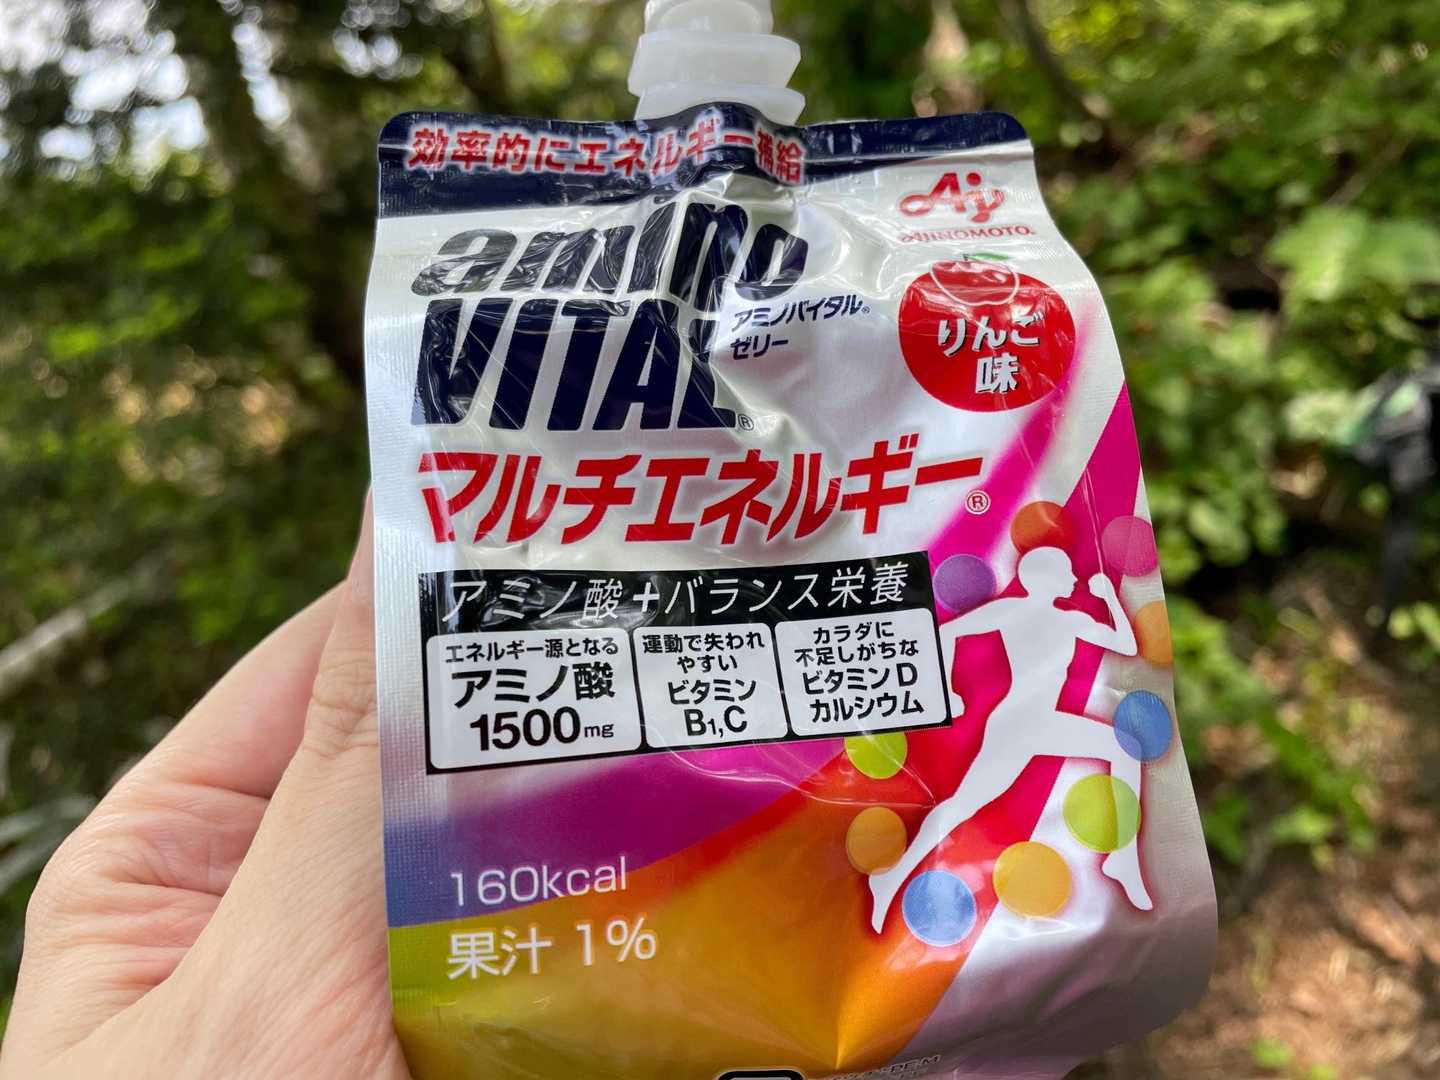 効率的にエネルギー補給
Aj
AJINOMOTO®
amino
VITAL®
アミノバイタル®
ゼリー
りんご
味
マルチエネルギー®
アミノ酸+バランス栄養
エネルギー源となる
アミノ酸
1500mg
運動で失われ
やすい
ビタミン
B1,C
カラダに
不足しがちな
ビタミンD
カルシウム
160kcal
果汁 1%